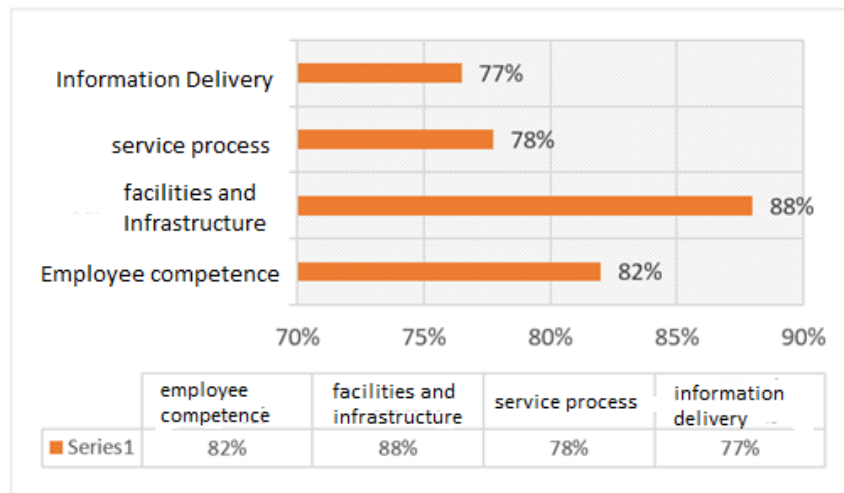 Information Delivery
77%
service process
78%
facilities and
Infrastructure
88%
Employee competence
82%
70% 75% 80% 85% 90%
employee
competence
facilities and
infrastructure
service process
information
delivery
Series1 82% 88% 78% 77%